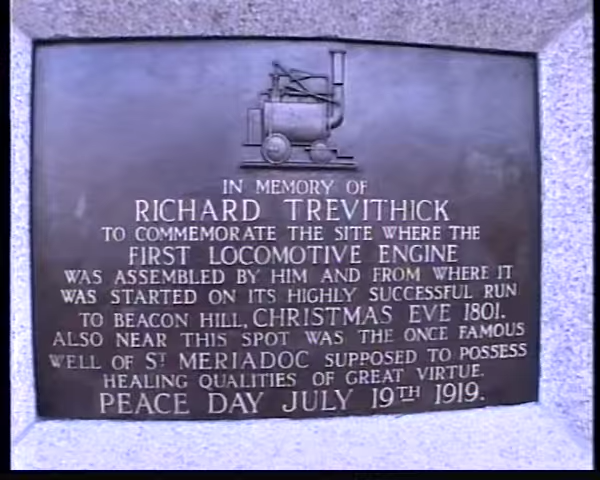 IN MEMORY OF
RICHARD TREVITHICK
TO COMMEMORATE THE SITE WHERE THE
FIRST LOCOMOTIVE ENGINE
WAS ASSEMBLED BY HIM AND FROM WHERE IT
WAS STARTED ON ITS HIGHLY SUCCESSFUL RUN
TO BEACON HILL, CHRISTMAS EVE 1801.
ALSO NEAR THIS SPOT WAS THE ONCE FAMOUS
WELL OF ST MERIADOC SUPPOSED TO POSSESS
HEALING QUALITIES OF GREAT VIRTUE.
PEACE DAY JULY 19TH 1919.